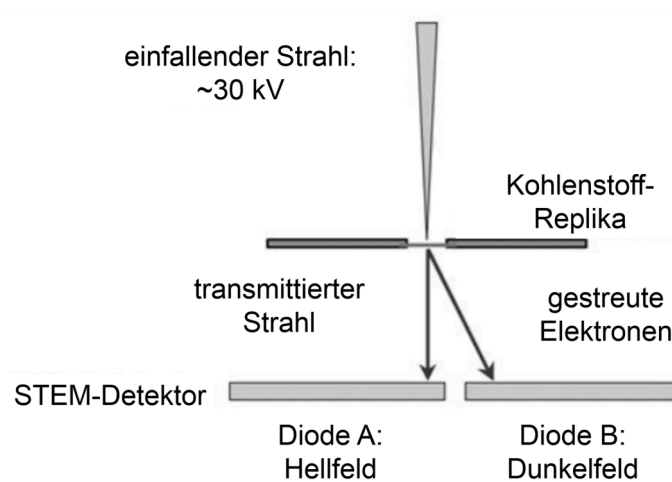 einfallender Strahl:
~30 kV
Kohlenstoff-
Replika
transmittierter
Strahl
gestreute
Elektronen
STEM-Detektor
Diode A:
Hellfeld
Diode B:
Dunkelfeld